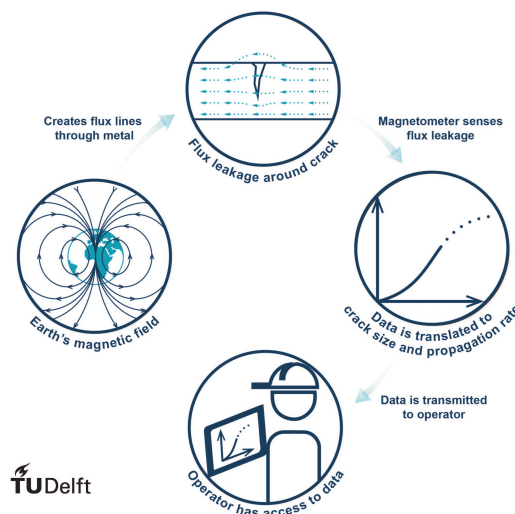 Creates flux lines
through metal
Flux leakage around crack
Magnetometer senses
flux leakage
Earth's magnetic field
Data is translated to
crack size and propagation rate
Data is transmitted
to operator
Operator has access to data
TUDelft